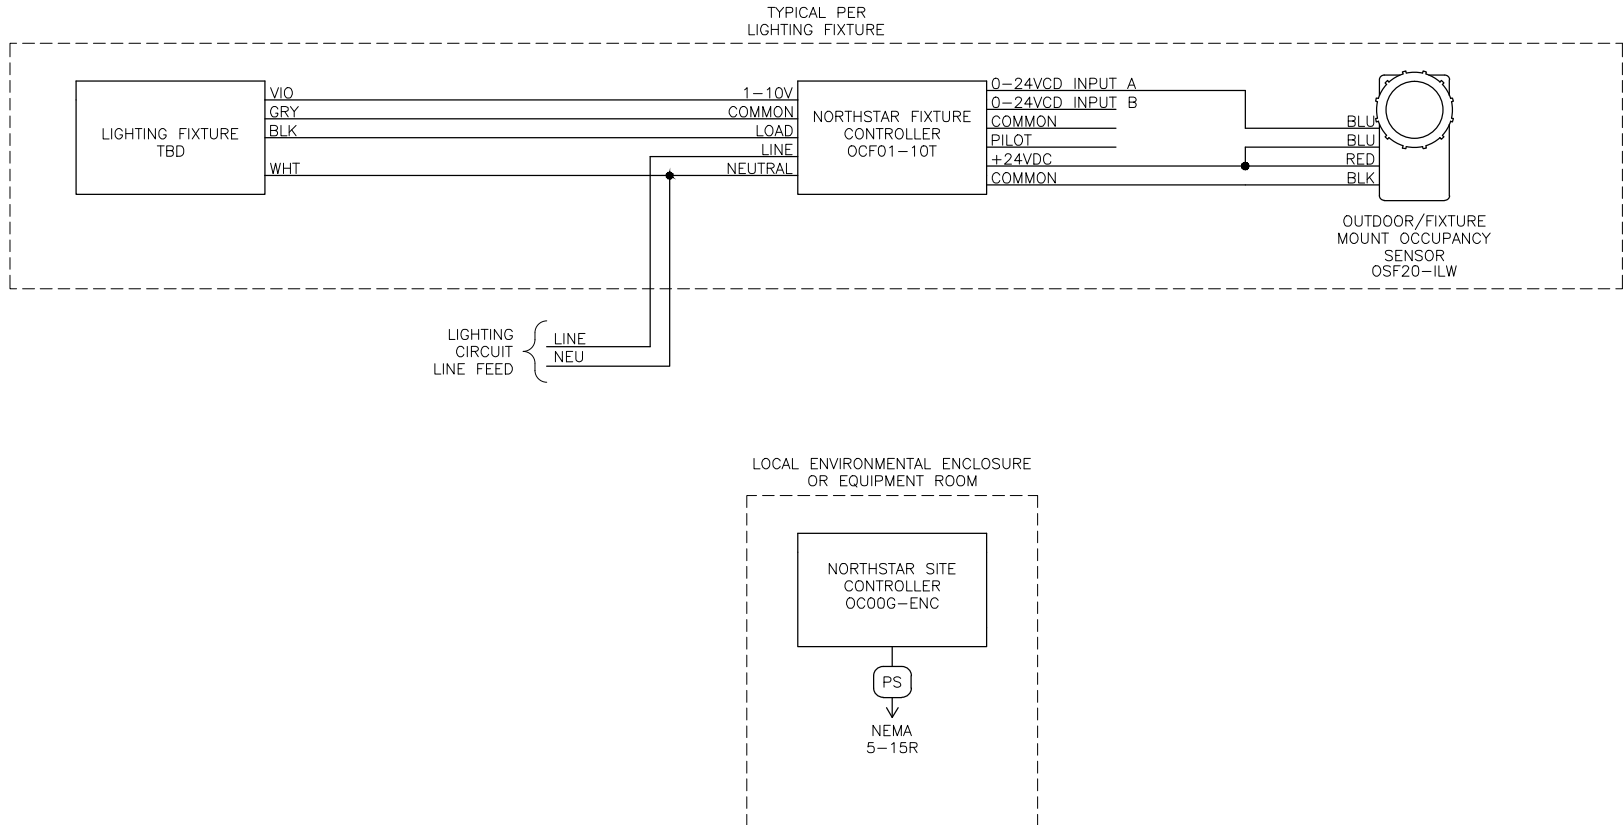 TYPICAL PER
LIGHTING FIXTURE
LIGHTING FIXTURE
TBD
VIO
GRY
BLK
WHT
1-10V
COMMON
LOAD
LINE
NEUTRAL
NORTHSTAR FIXTURE
CONTROLLER
OCF01-10T
0-24VCD INPUT A
0-24VCD INPUT B
COMMON
PILOT
+24VDC
COMMON
BLU
BLU
RED
BLK
OUTDOOR/FIXTURE
MOUNT OCCUPANCY
SENSOR
OSF20-ILW
LIGHTING
CIRCUIT
LINE FEED
LINE
NEU
LOCAL ENVIRONMENTAL ENCLOSURE
OR EQUIPMENT ROOM
NORTHSTAR SITE
CONTROLLER
OC00G-ENC
PS
NEMA
5-15R